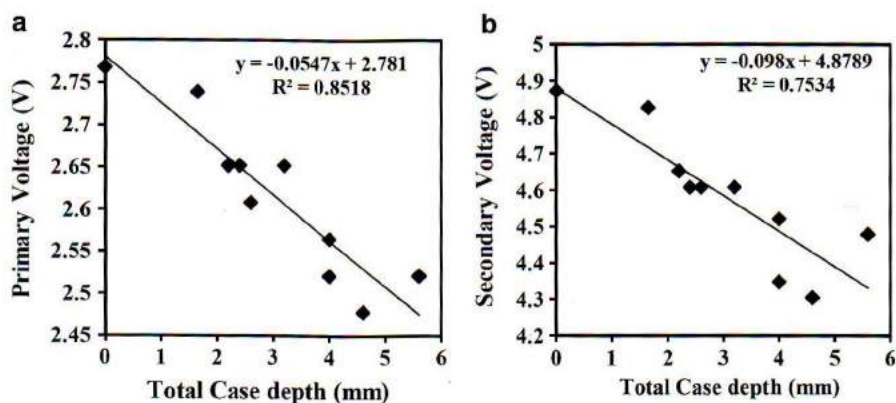 a
y = -0.0547x + 2.781
R² = 0.8518
2.8
2.75
2.7
2.65
2.6
2.55
2.5
2.45
0 1 2 3 4 5 6
Primary Voltage (V)
Total Case depth (mm)
b
y = -0.098x + 4.8789
R² = 0.7534
5
4.9
4.8
4.7
4.6
4.5
4.4
4.3
4.2
0 1 2 3 4 5 6
Secondary Voltage (V)
Total Case depth (mm)